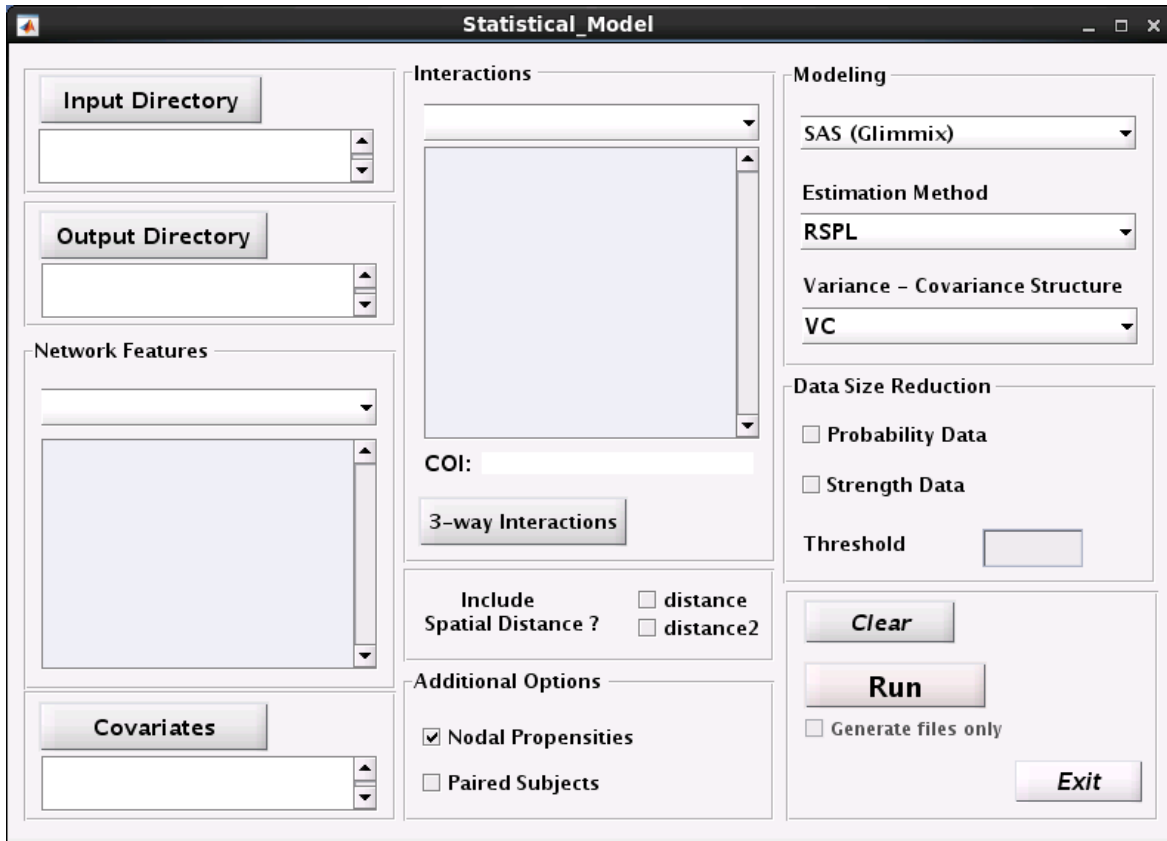 Statistical_Model
Input Directory
Output Directory
Network Features
Covariates
Interactions
COI:
3-way Interactions
Include
Spatial Distance ?
distance
distance2
Additional Options
Nodal Propensities
Paired Subjects
Modeling
SAS (Glimmix)
Estimation Method
RSPL
Variance - Covariance Structure
VC
Data Size Reduction
Probability Data
Strength Data
Threshold
Clear
Run
Generate files only
Exit